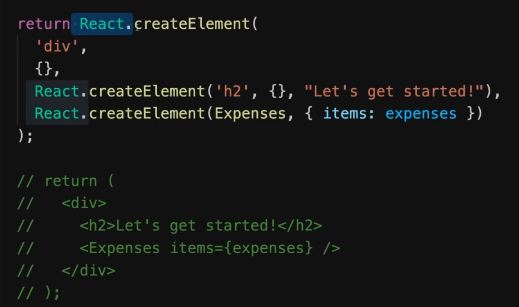 return React.createElement(
  'div',
  {},
  React.createElement('h2', {}, "Let's get started!"),
  React.createElement(Expenses, { items: expenses })
);
// return (
//   <div>
//     <h2>Let's get started!</h2>
//     <Expenses items={expenses} />
//   </div>
// );